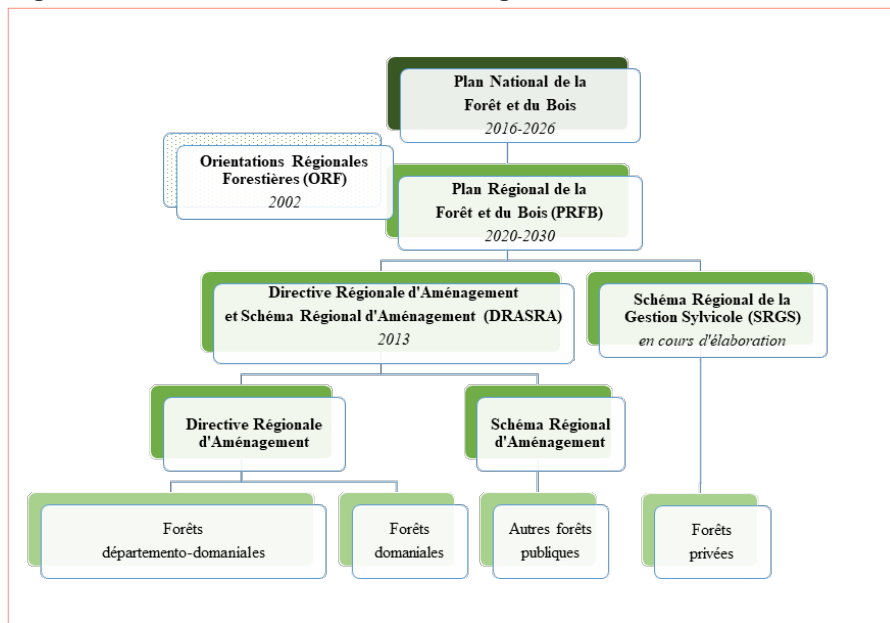 Plan National de la
Forêt et du Bois
2016-2026
Orientations Régionales
Forestières (ORF)
2002
Plan Régional de la
Forêt et du Bois (PRFB)
2020-2030
Directive Régionale d'Aménagement
et Schéma Régional d'Aménagement (DRASRA)
2013
Schéma Régional de la
Gestion Sylvicole (SRGS)
en cours d'élaboration
Directive Régionale
d'Aménagement
Schéma Régional
d'Aménagement
Forêts
départemento-domaniales
Forêts
domaniales
Autres forêts
publiques
Forêts
privées